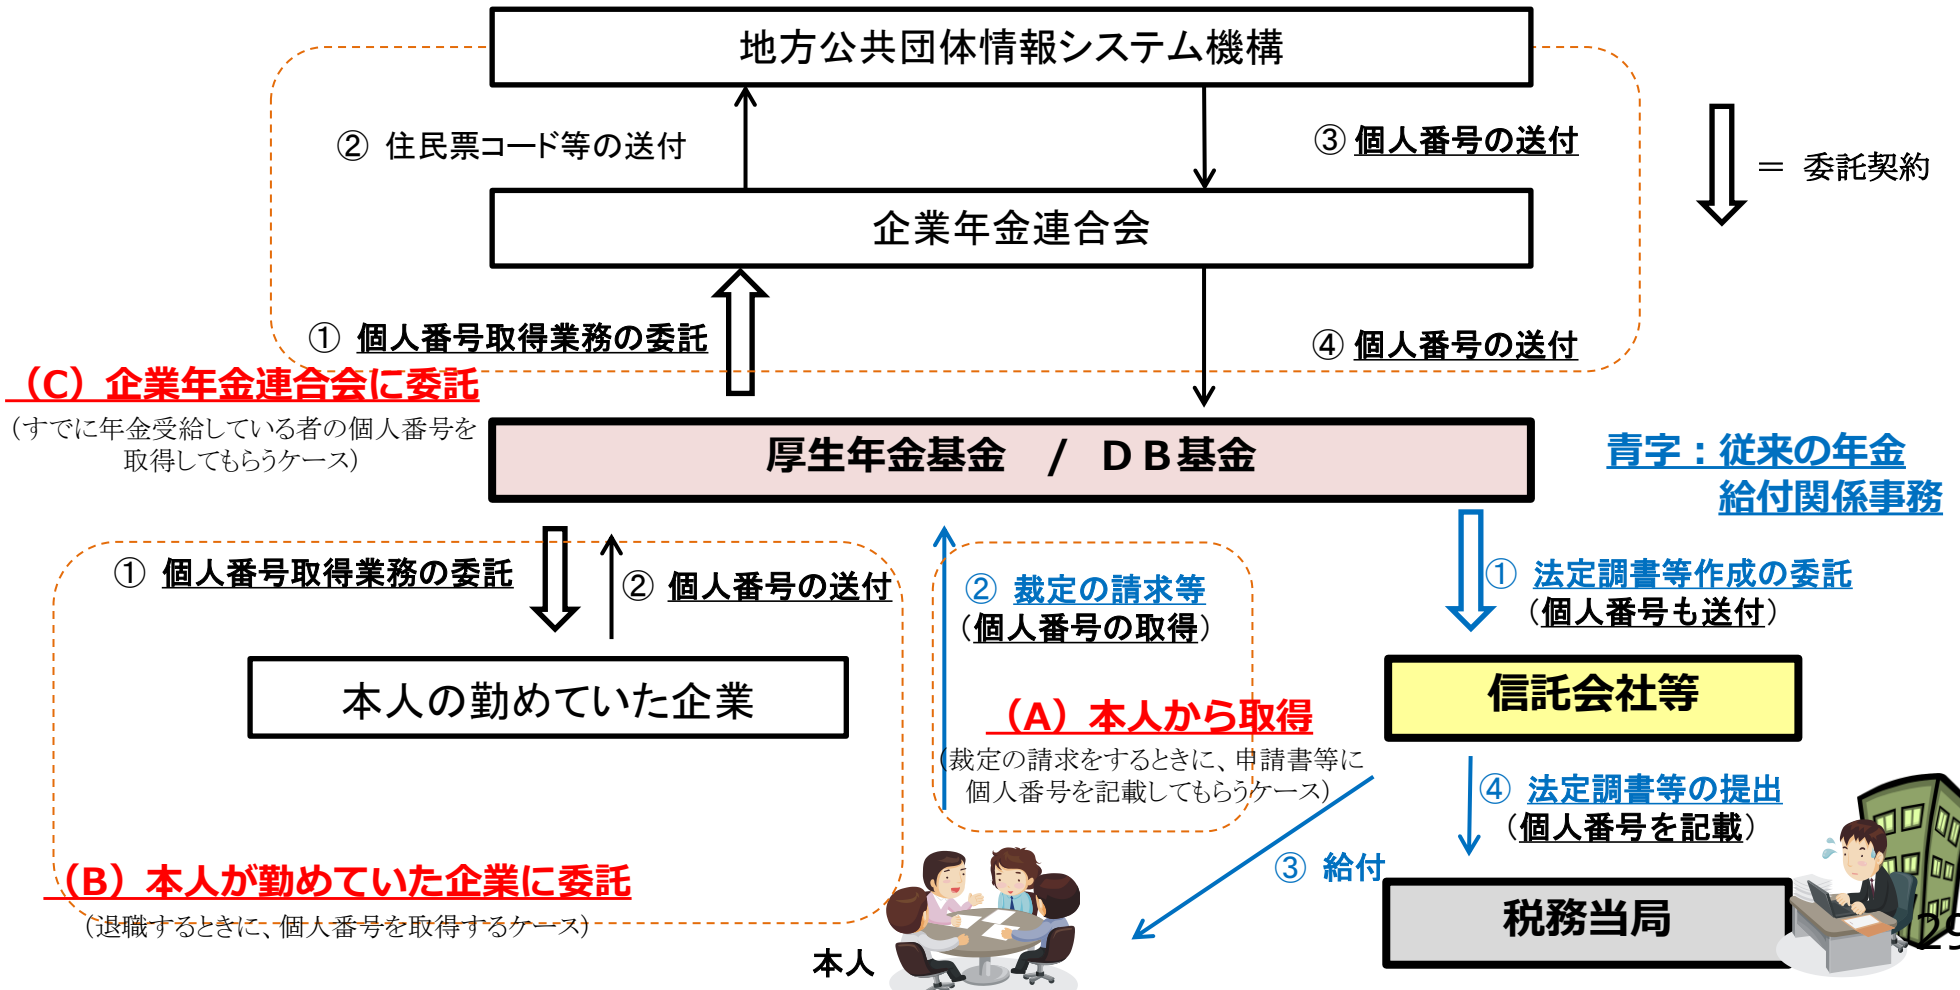 地方公共団体情報システム機構
② 住民票コード等の送付
③ 個人番号の送付
＝ 委託契約
企業年金連合会
① 個人番号取得業務の委託
④ 個人番号の送付
（C）企業年金連合会に委託
（すでに年金受給している者の個人番号を
取得してもらうケース）
厚生年金基金 / ＤＢ基金
青字：従来の年金
給付関係事務
① 個人番号取得業務の委託
② 個人番号の送付
② 裁定の請求等
（個人番号の取得）
① 法定調書等作成の委託
（個人番号も送付）
本人の勤めていた企業
（A）本人から取得
（裁定の請求をするときに、申請書等に
個人番号を記載してもらうケース）
信託会社等
④ 法定調書等の提出
（個人番号を記載）
③ 給付
（B）本人が勤めていた企業に委託
（退職するときに、個人番号を取得するケース）
税務当局
本人
29